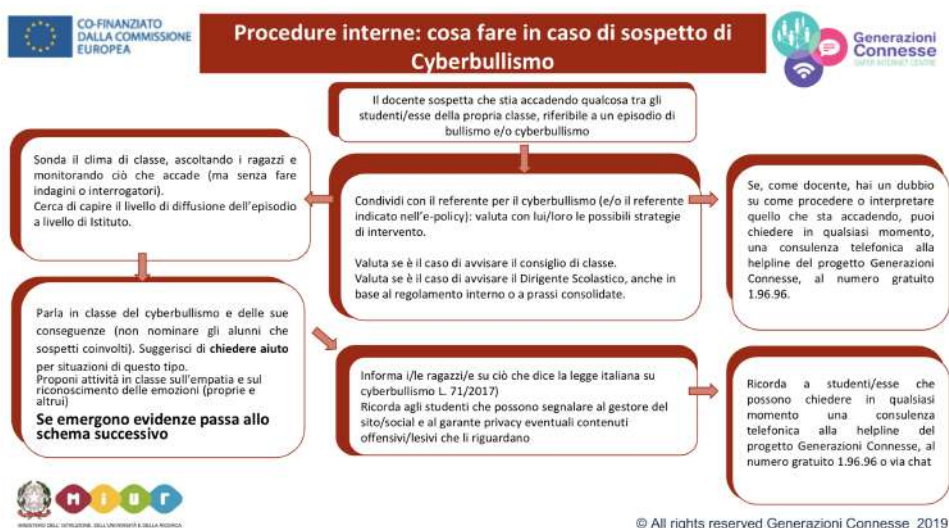 CO-FINANZIATO
DALLA COMMISSIONE
EUROPEA
Procedure interne: cosa fare in caso di sospetto di
Cyberbullismo
Generazioni
Connesse
SAFER INTERNET CENTRE
Il docente sospetta che stia accadendo qualcosa tra gli
studenti/esse della propria classe, riferibile a un episodio di
bullismo e/o cyberbullismo
Sonda il clima di classe, ascoltando i ragazzi e
monitorando ciò che accade (ma senza fare
indagini o interrogatori).
Cerca di capire il livello di diffusione dell'episodio
a livello di Istituto.
Condividi con il referente per il cyberbullismo (e/o il referente
indicato nell'e-policy): valuta con lui/loro le possibili strategie
di intervento.
Valuta se è il caso di avvisare il consiglio di classe.
Valuta se è il caso di avvisare il Dirigente Scolastico, anche in
base al regolamento interno o a prassi consolidate.
Se, come docente, hai un dubbio
su come procedere o interpretare
quello che sta accadendo, puoi
chiedere in qualsiasi momento,
una consulenza telefonica alla
helpline del progetto Generazioni
Connesse, al numero gratuito
1.96.96.
Parla in classe del cyberbullismo e delle sue
conseguenze (non nominare gli alunni che
sospetti coinvolti). Suggerisci di chiedere aiuto
per situazioni di questo tipo.
Proponi attività in classe sull'empatia e sul
riconoscimento delle emozioni (proprie e
altrui)
Se emergono evidenze passa allo
schema successivo
Informa i/le ragazzi/e su ciò che dice la legge italiana su
cyberbullismo L. 71/2017)
Ricorda agli studenti che possono segnalare al gestore del
sito/social e al garante privacy eventuali contenuti
offensivi/lesivi che li riguardano
Ricorda a studenti/esse che
possono chiedere in qualsiasi
momento una consulenza
telefonica alla helpline del
progetto Generazioni Connesse, al
numero gratuito 1.96.96 o via chat
miur
MINISTERO DELL'ISTRUZIONE, DELL'UNIVERSITÀ E DELLA RICERCA
© All rights reserved Generazioni Connesse 2019